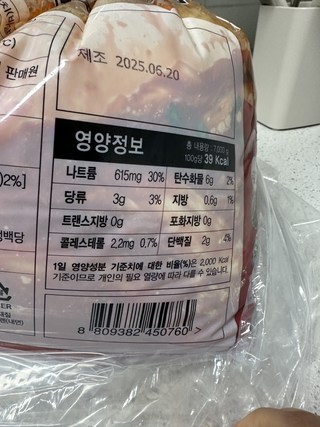 제조 2025.06.20
판매원
영양정보
총 내용량 : 7,000 g
100g당 39 Kcal
나트륨 615mg 30% 탄수화물 6g 2%
당류 3g 3% 지방 0.6g 1%
트랜스지방 0g 포화지방 0g
콜레스테롤 2.2mg 0.7% 단백질 2g 4%
1일 영양성분 기준치에 대한 비율(%)은 2,000 Kcal
기준이므로 개인의 필요 열량에 따라 다를 수 있습니다.
)2%]
8 809382 450760 >